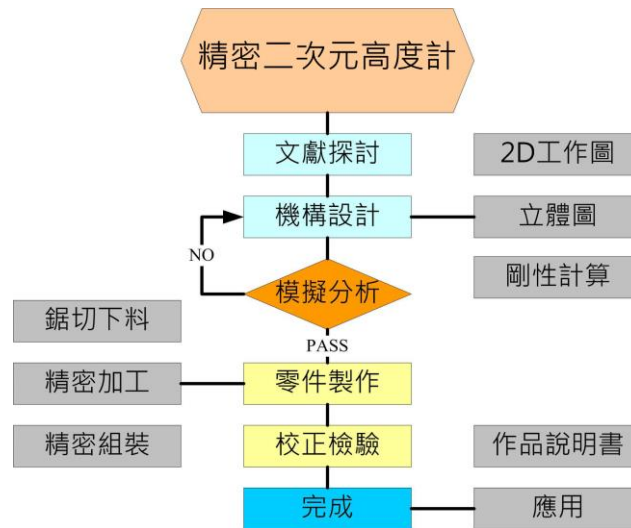 精密二次元高度計
文獻探討
2D工作圖
機構設計
立體圖
NO
模擬分析
剛性計算
鋸切下料
PASS
精密加工
零件製作
精密組裝
校正檢驗
作品說明書
完成
應用